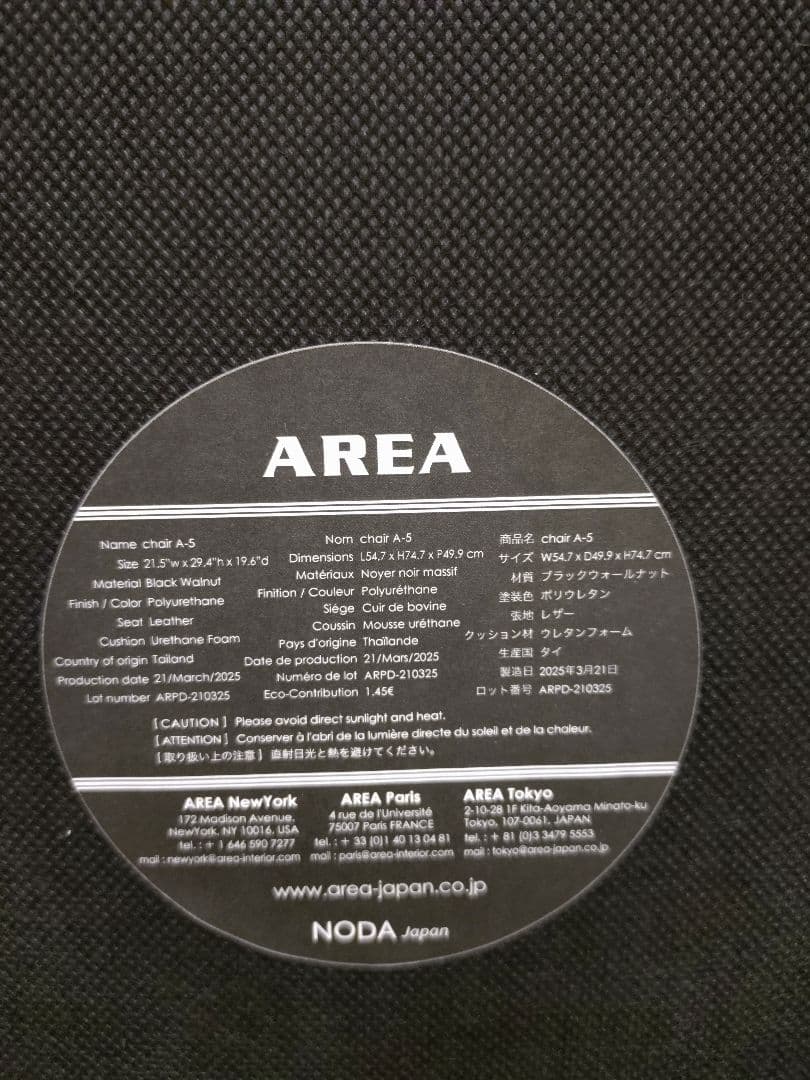 AREA
Name chair A-5
Size 21.5"w x 29.4"h x 19.6"d
Material Black Walnut
Finish / Color Polyurethane
Seat Leather
Cushion Urethane Foam
Country of origin Tailand
Production date 21/March/2025
Lot number ARPD-210325
Nom chair A-5
Dimensions L54.7 x H74.7 x P49.9 cm
Matériaux Noyer noir massif
Finition / Couleur Polyuréthane
Siége Cuir de bovine
Coussin Mousse uréthane
Pays d'origine Thaïlande
Date de production 21/Mars/2025
Numéro de lot ARPD-210325
Eco-Contribution 1.45€
商品名 chair A-5
サイズ W54.7 x D49.9 x H74.7 cm
材質 ブラックウォールナット
塗装色 ポリウレタン
張地 レザー
クッション材 ウレタンフォーム
生産国 タイ
製造日 2025年3月21日
ロット番号 ARPD-210325
[CAUTION] Please avoid direct sunlight and heat.
[ATTENTION] Conserver à l'abri de la lumière directe du soleil et de la chaleur.
[取り扱い上の注意] 直射日光と熱を避けてください。
AREA NewYork
172 Madison Avenue,
NewYork, NY 10016, USA
tel. : + 1 646 590 7277
mail : newyork@area-interior.com
AREA Paris
4 rue de l'Université
75007 Paris FRANCE
tel. : + 33 (0)1 40 13 04 81
mail : paris@area-interior.com
AREA Tokyo
2-10-28 1F Kita-Aoyama Minato-ku
Tokyo, 107-0061, JAPAN
tel. : + 81 (0)3 3479 5553
mail : tokyo@area-japan.co.jp
www.area-japan.co.jp
NODA Japan